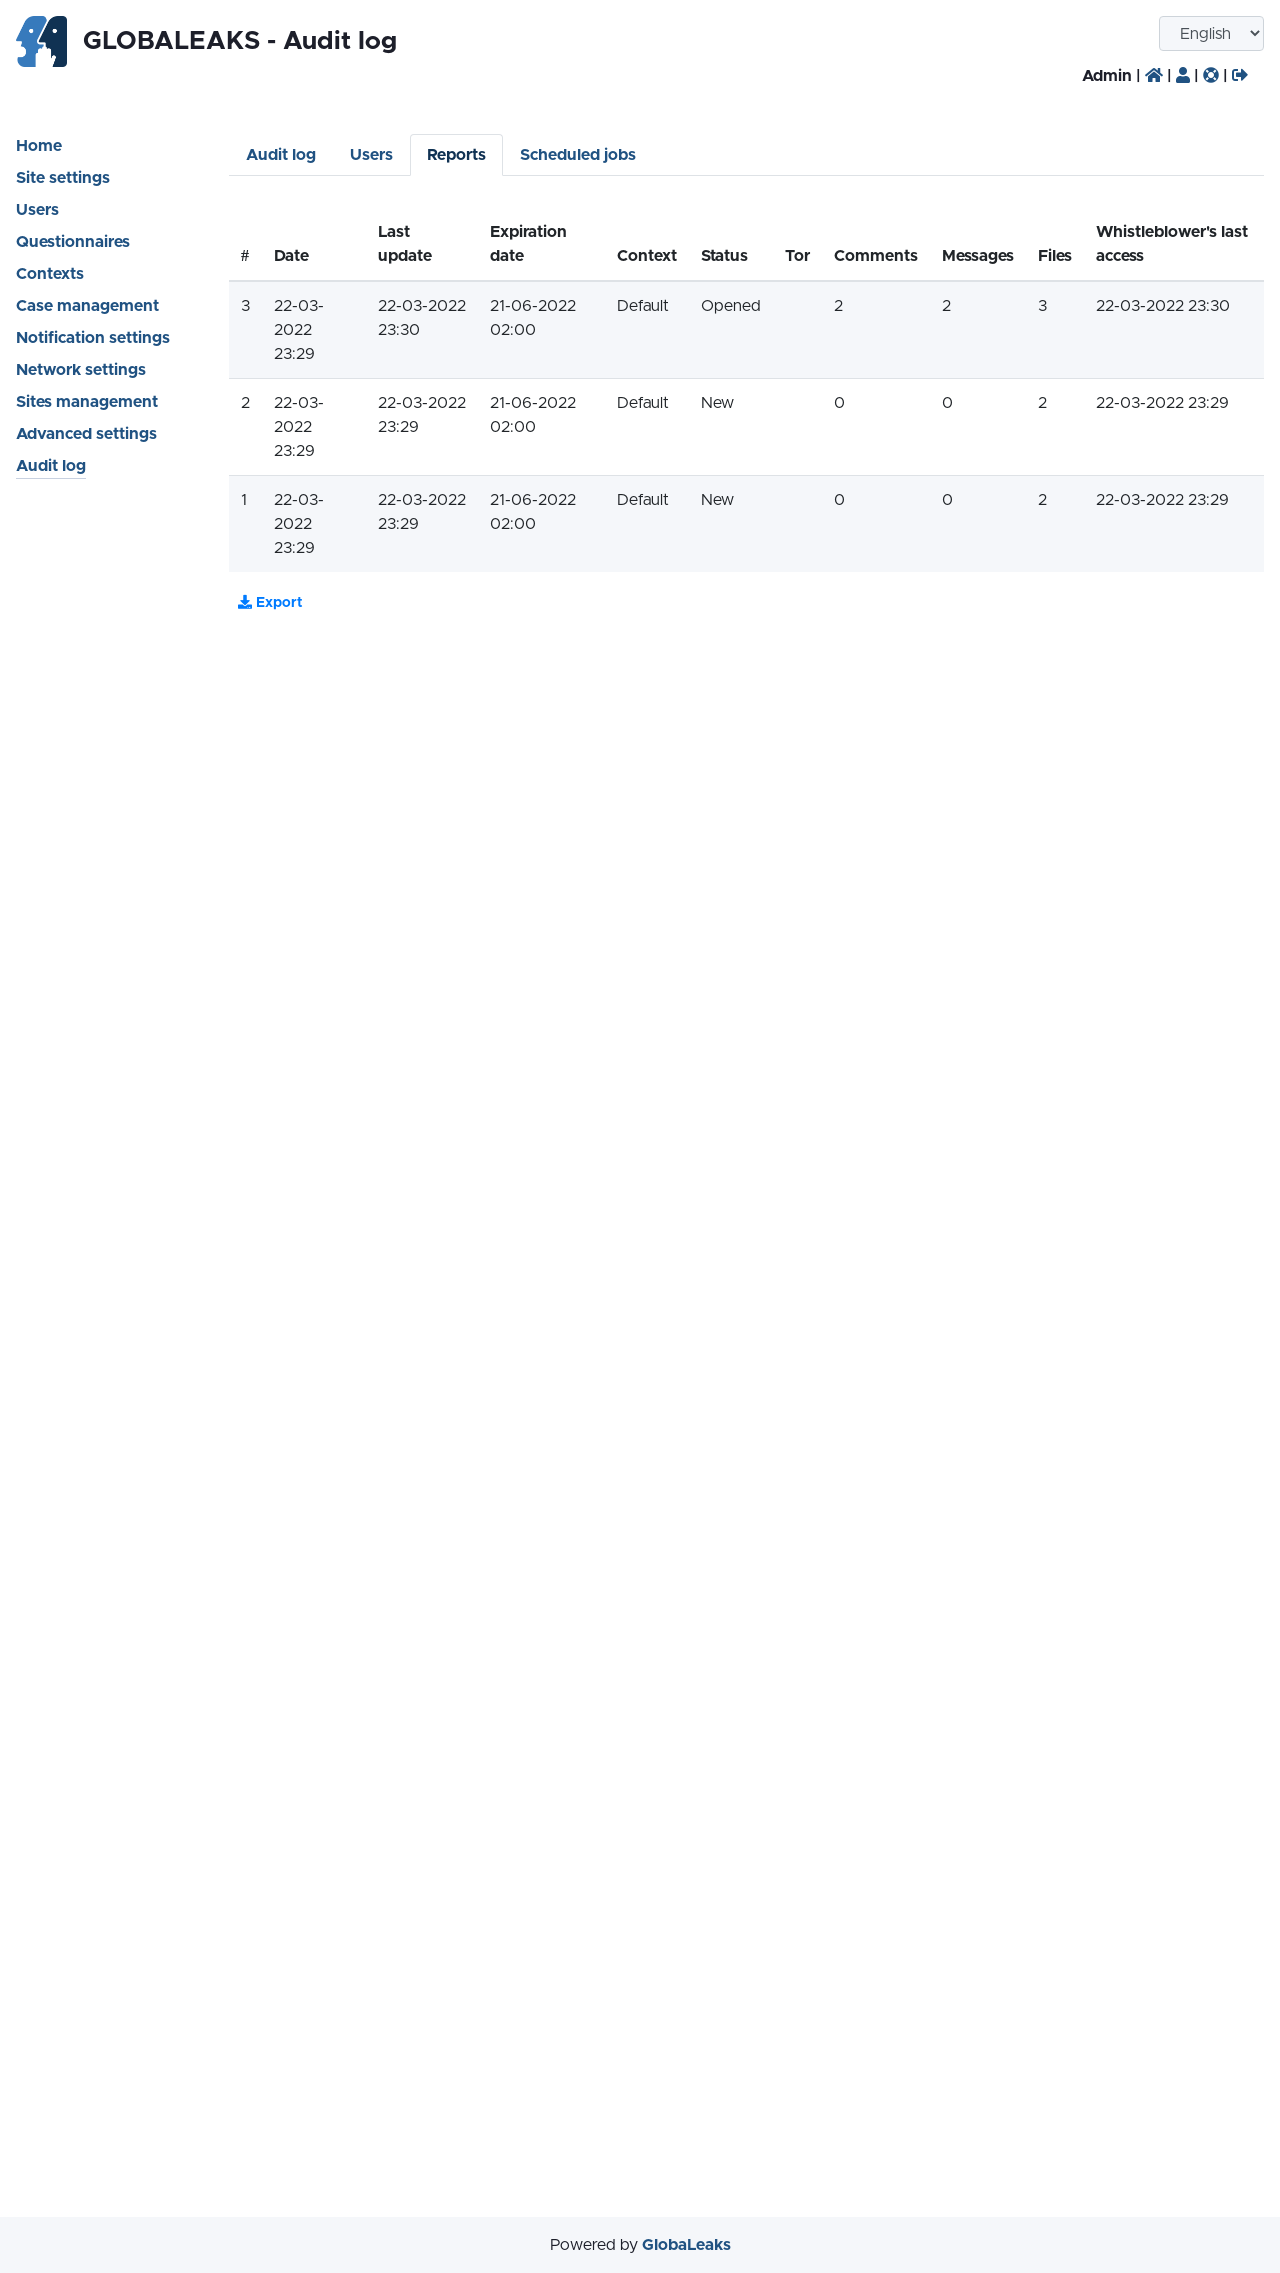 GLOBALEAKS - Audit log
English
Admin | | | |
Home
Site settings
Users
Questionnaires
Contexts
Case management
Notification settings
Network settings
Sites management
Advanced settings
Audit log
Audit log Users Reports Scheduled jobs
# Date Last update Expiration date Context Status Tor Comments Messages Files Whistleblower's last access
3 22-03-2022 23:29 22-03-2022 23:30 21-06-2022 02:00 Default Opened 2 2 3 22-03-2022 23:30
2 22-03-2022 23:29 22-03-2022 23:29 21-06-2022 02:00 Default New 0 0 2 22-03-2022 23:29
1 22-03-2022 23:29 22-03-2022 23:29 21-06-2022 02:00 Default New 0 0 2 22-03-2022 23:29
Export
Powered by GlobaLeaks